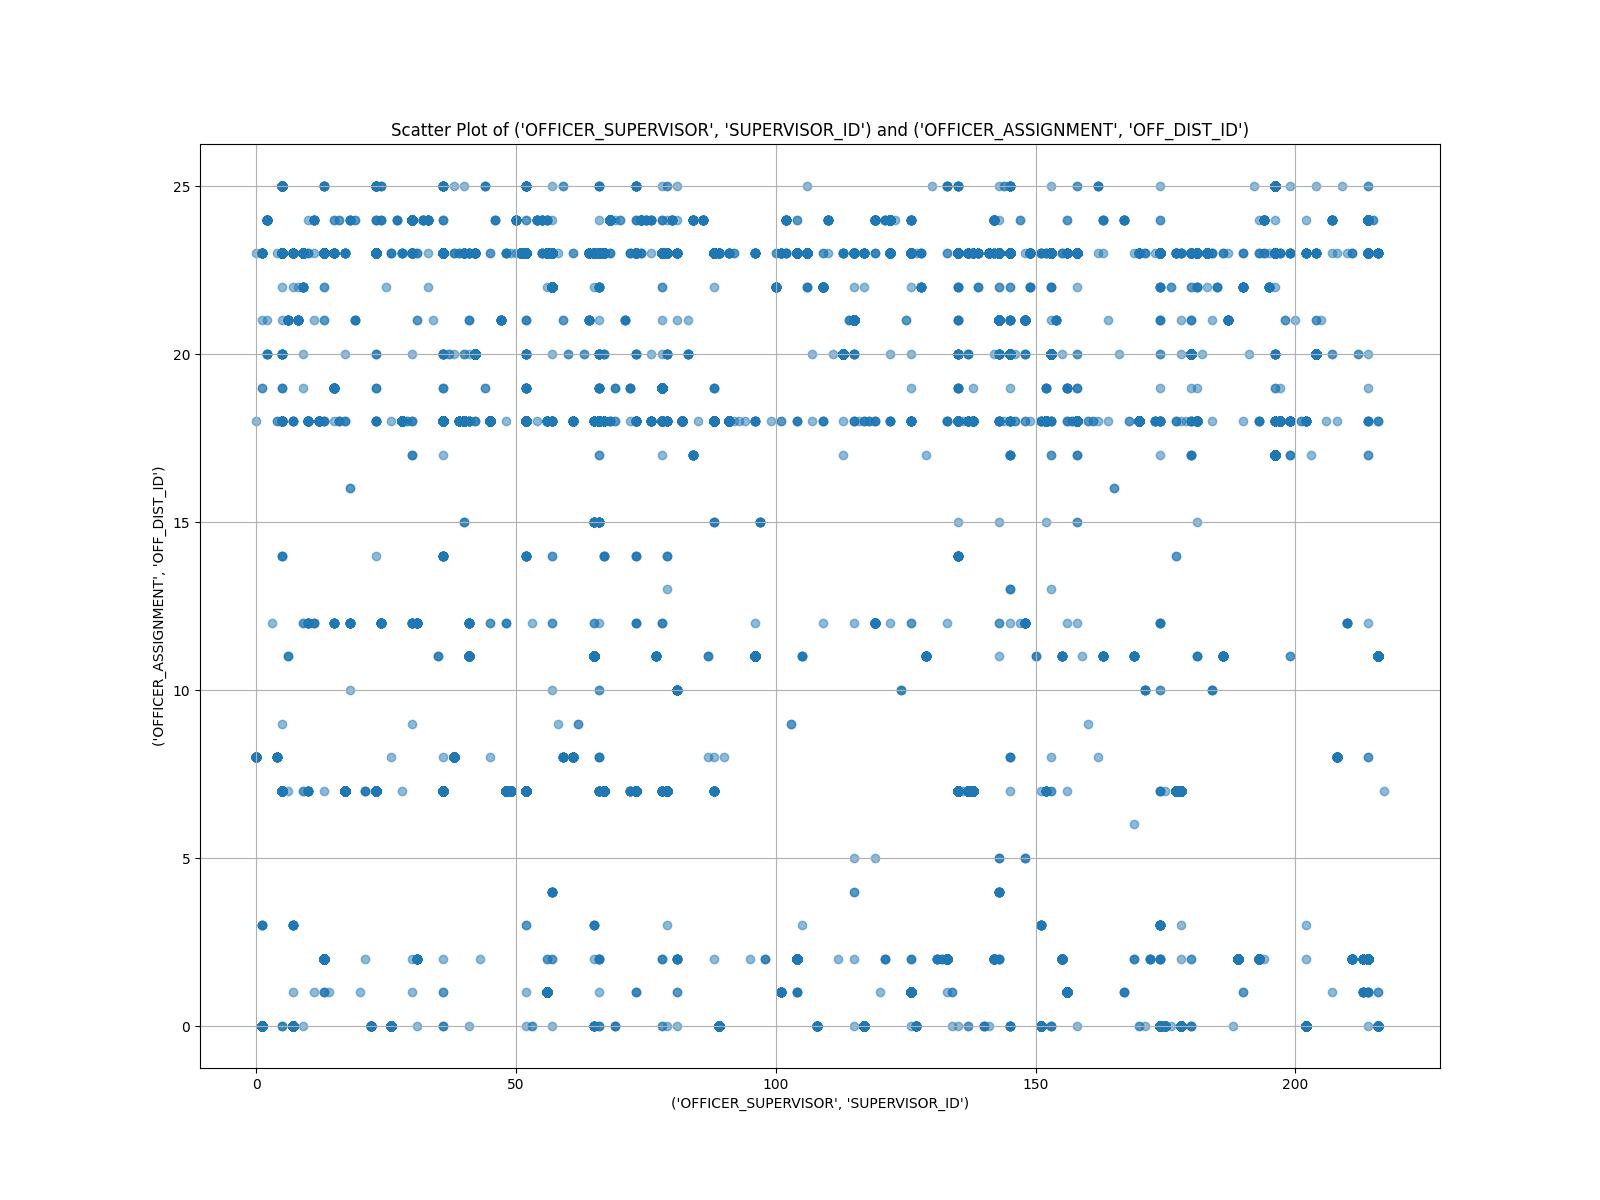 Scatter Plot of ('OFFICER_SUPERVISOR', 'SUPERVISOR_ID') and ('OFFICER_ASSIGNMENT', 'OFF_DIST_ID')
('OFFICER_ASSIGNMENT', 'OFF_DIST_ID')
25
20
15
10
5
0
0 50 100 150 200
('OFFICER_SUPERVISOR', 'SUPERVISOR_ID')